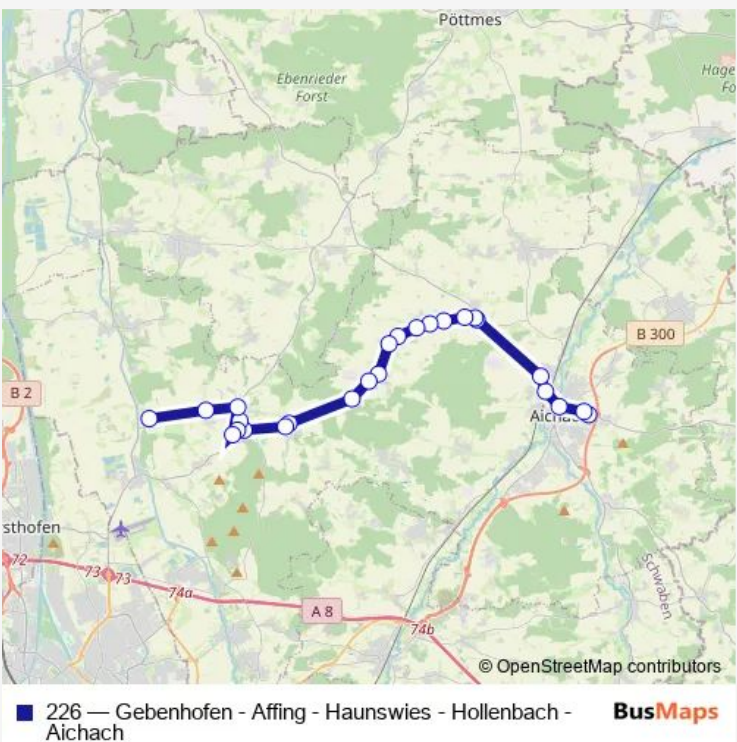 Pöttmes
Ebenrieder
Forst
Hage
Fo
B 300
B 2
Aicha
sthofen
72
73
73
74a
A 8
74b
Schwaben
© OpenStreetMap contributors
226 — Gebenhofen - Affing - Haunswies - Hollenbach -
Aichach
BusMaps